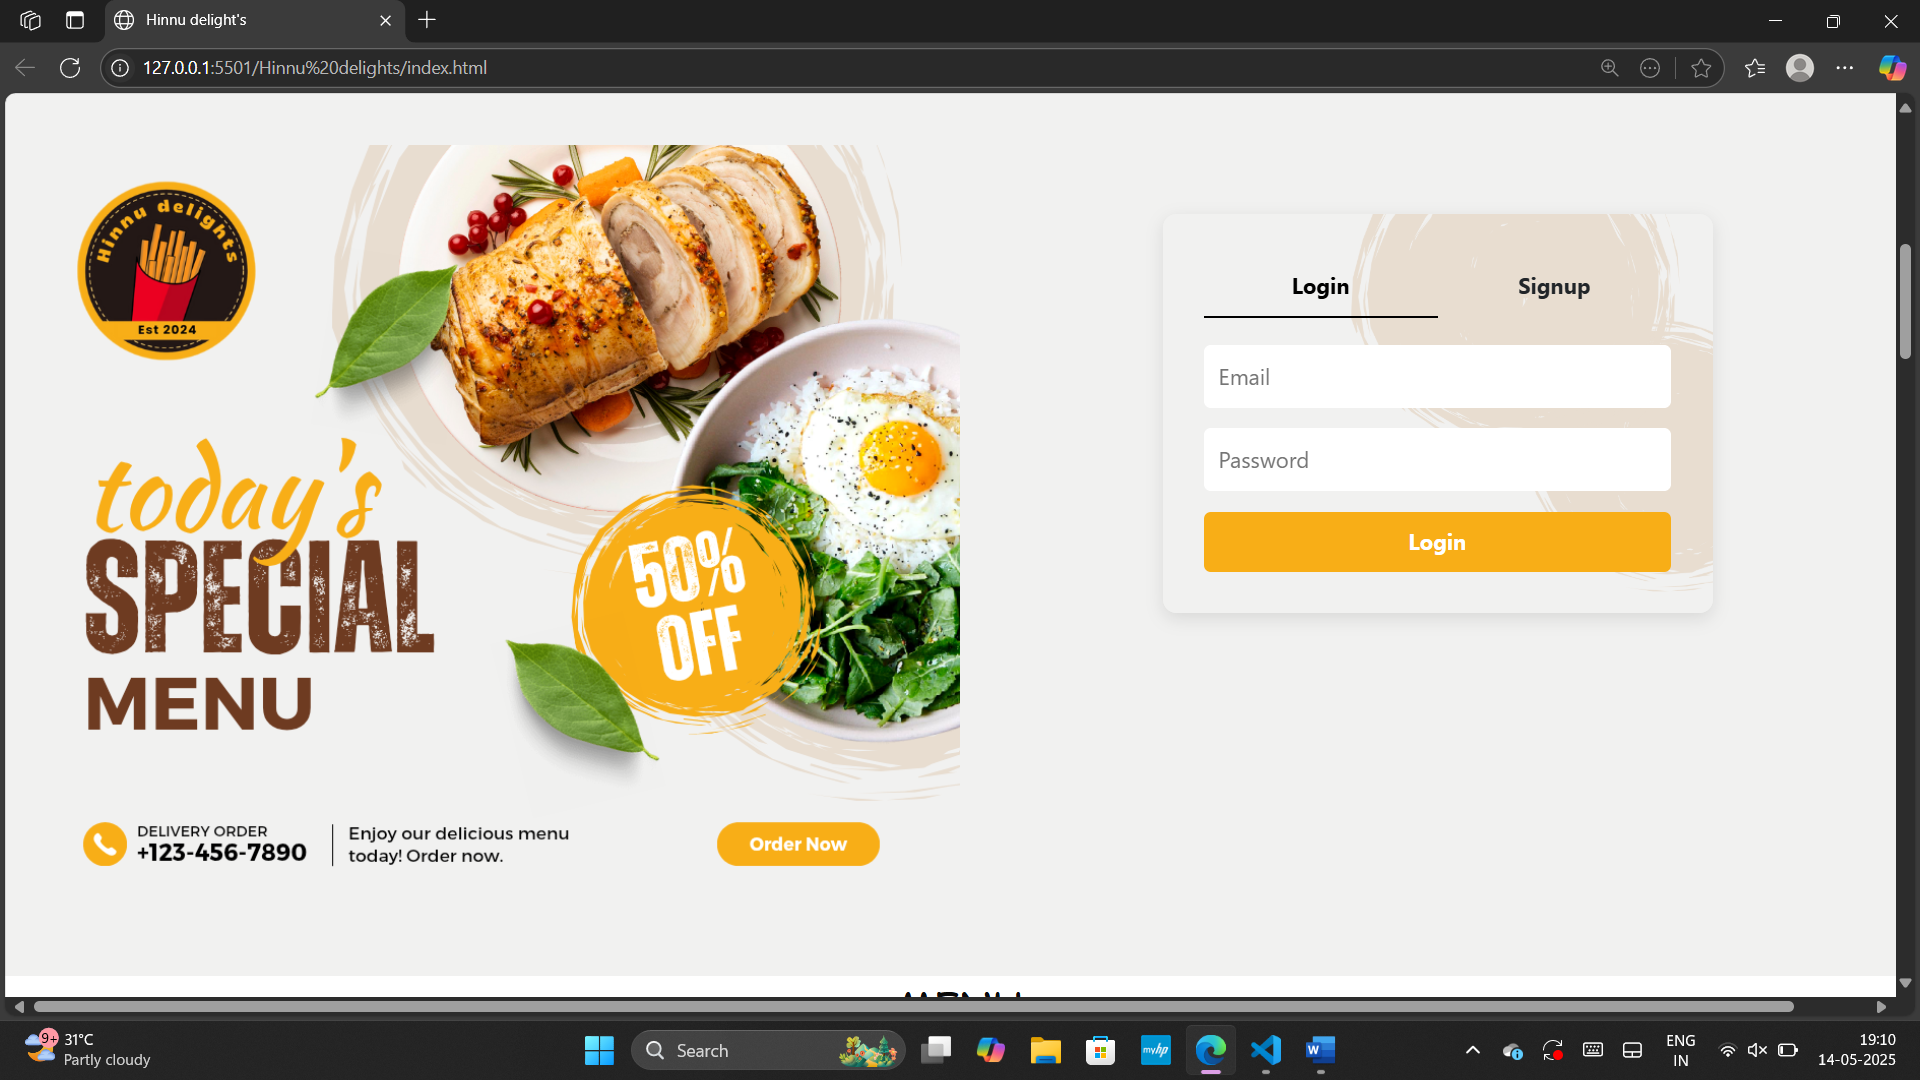 Hinnu delight's
127.0.0.1:5501/Hinnu%20delights/index.html
Hinnu delights
Est 2024
today's
SPECIAL
MENU
50%
OFF
DELIVERY ORDER
+123-456-7890
Enjoy our delicious menu
today! Order now.
Order Now
Login
Signup
Email
Password
Login
9+
31°C
Partly cloudy
Search
myhp
W
ENG
IN
19:10
14-05-2025